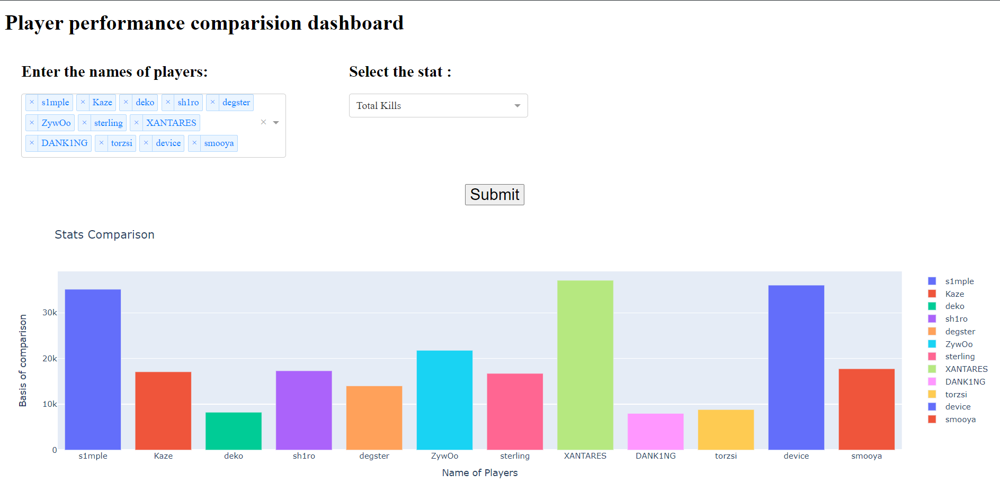 Player performance comparision dashboard
Enter the names of players:
Select the stat :
× s1mple × Kaze × deko × sh1ro × degster
× ZywOo × sterling × XANTARES ×
× DANK1NG × torzsi × device × smooya
Total Kills
Submit
Stats Comparison
Basis of comparison
30k
20k
10k
0
s1mple Kaze deko sh1ro degster ZywOo sterling XANTARES DANK1NG torzsi device smooya
Name of Players
s1mple
Kaze
deko
sh1ro
degster
ZywOo
sterling
XANTARES
DANK1NG
torzsi
device
smooya